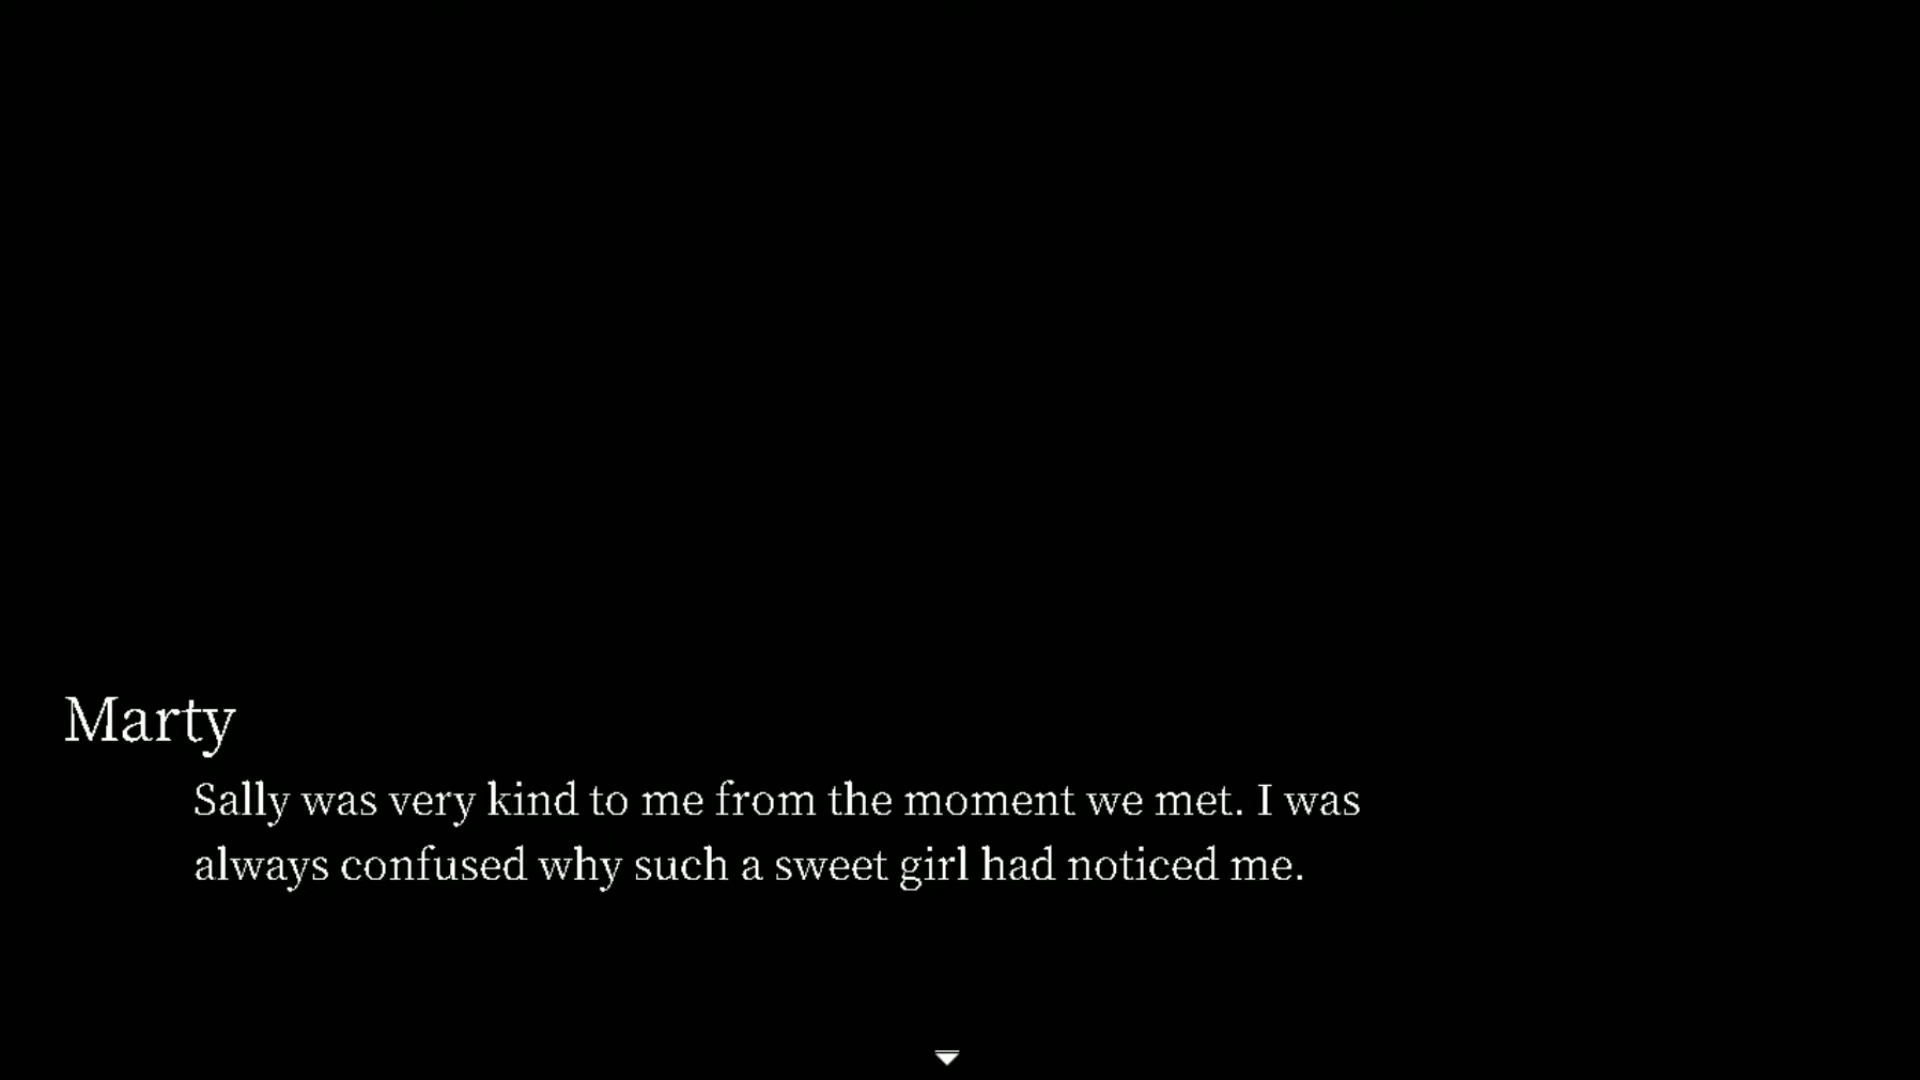 Marty
Sally was very kind to me from the moment we met. I was
always confused why such a sweet girl had noticed me.